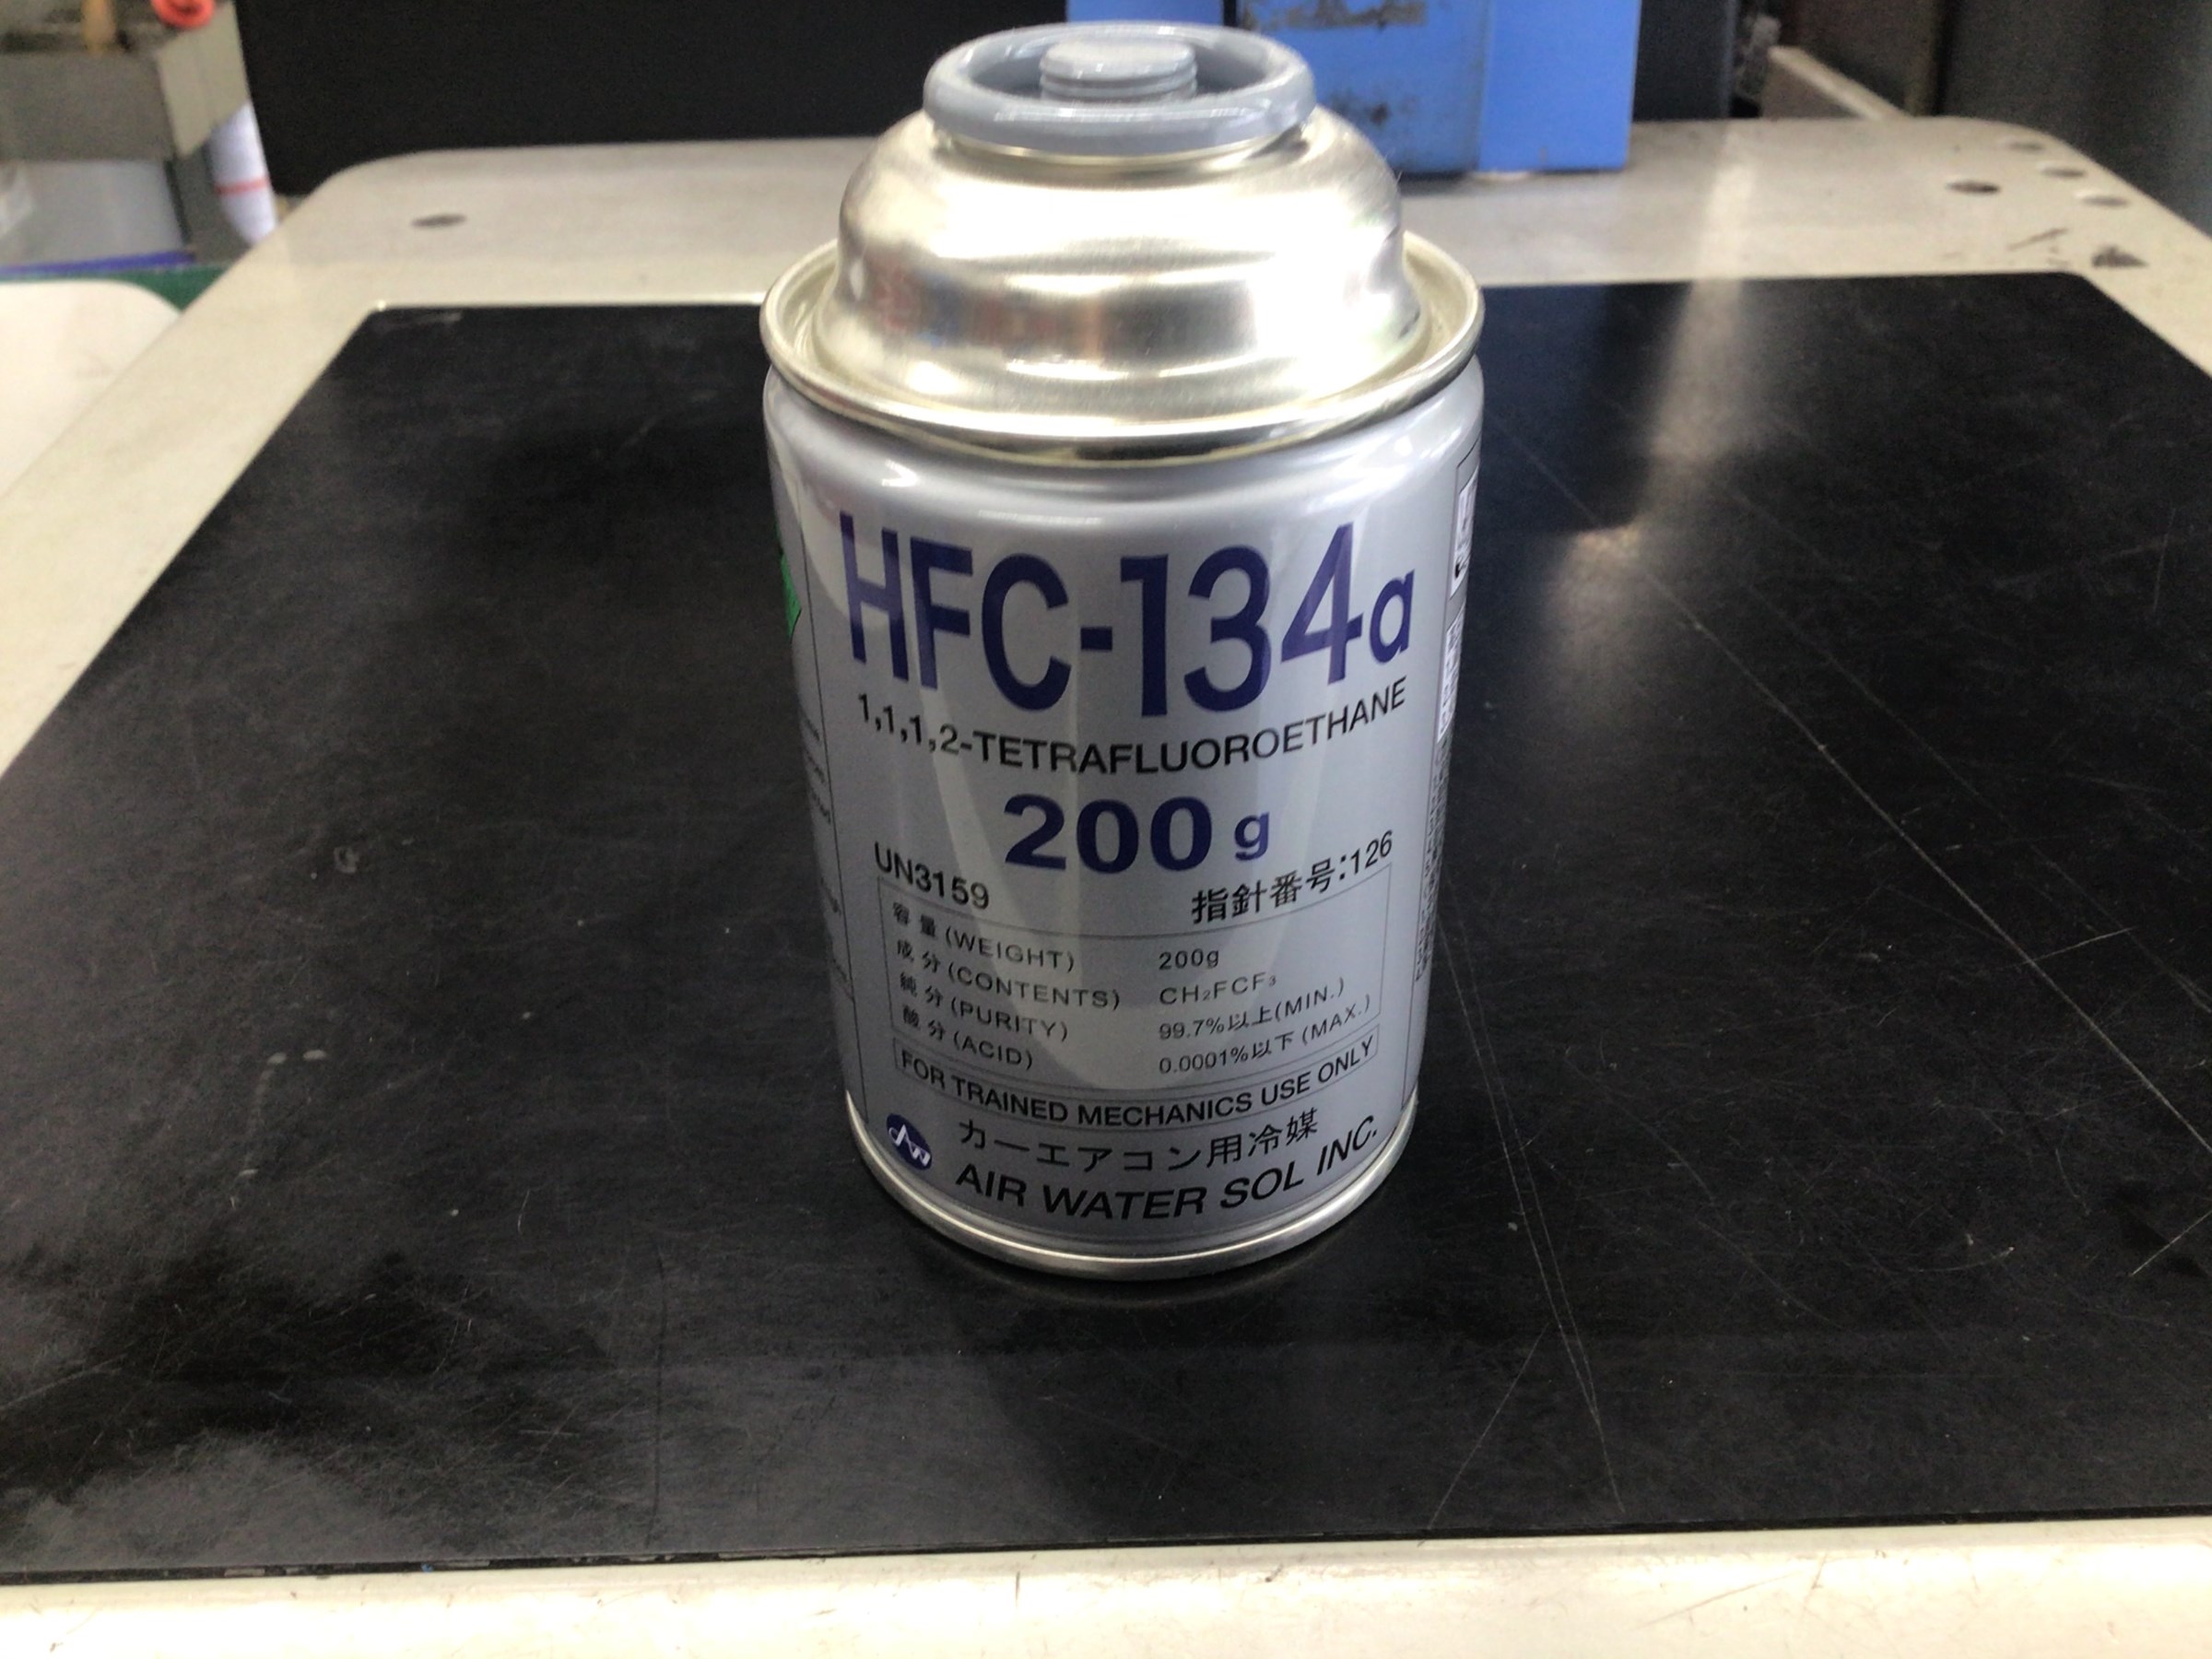 HFC-134a
1,1,1,2-TETRAFLUOROETHANE
200g
UN3159 指針番号:126
容量(WEIGHT) 200g
成分(CONTENTS) CH₂FCF₃
純分(PURITY) 99.7%以上(MIN.)
酸分(ACID) 0.0001%以下(MAX.)
FOR TRAINED MECHANICS USE ONLY
AW カーエアコン用冷媒
AIR WATER SOL INC.